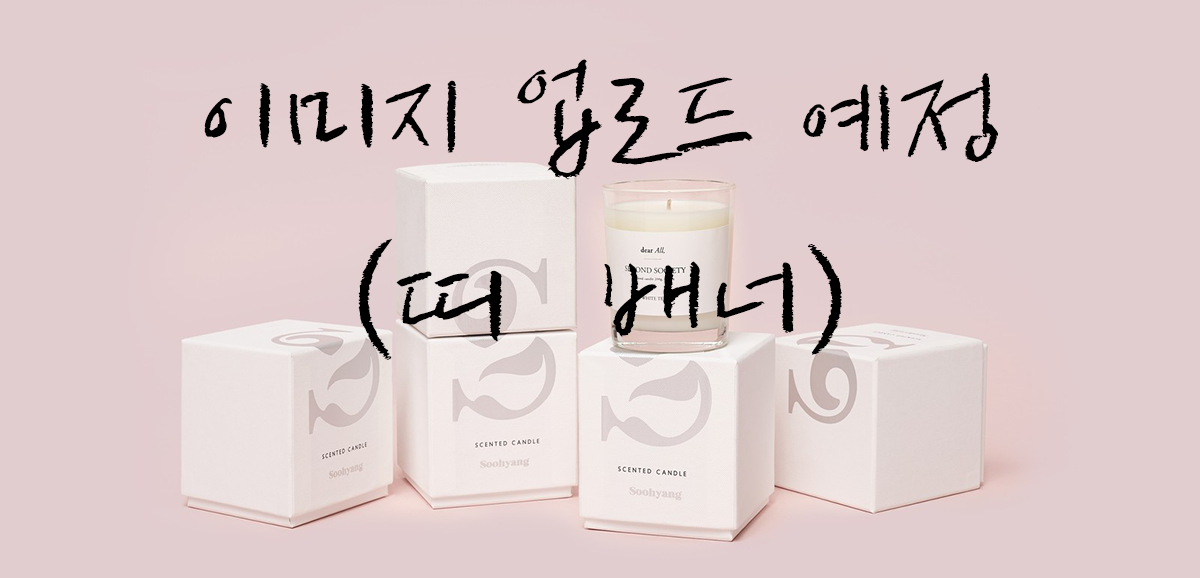 이미지 업로드 예정
dear All,
(띠 배너)
WHITE
SCENTED CANDLE
Soohyang
SCENTED CANDLE
Soohyang
SCENTED CANDLE
Soohyang